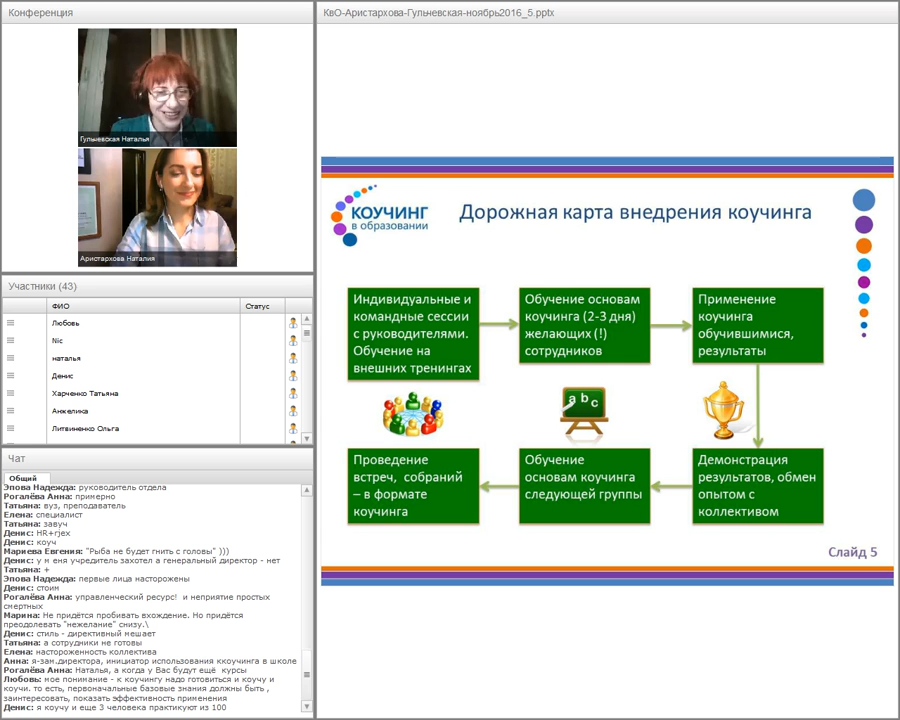 Конференция
Гульчевская Наталья
Аристархова Наталия
Участники (43)
ФИО
Статус
Любовь
Nic
наталья
Денис
Харченко Татьяна
Анжелика
Литвиненко Ольга
Чат
Общий
Эпова Надежда: руководитель отдела
Рогалёва Анна: примерно
Татьяна: вуз, преподаватель
Елена: специалист
Татьяна: завуч
Денис: HR+rjex
Денис: коуч
Мариева Евгения: "Рыба не будет гнить с головы" )))
Денис: у м еня учредитель захотел а генеральный директор - нет
Татьяна: +
Эпова Надежда: первые лица насторожены
Денис: стоим
Рогалёва Анна: управленческий ресурс!  и неприятие простых
смертных
Марина: Не придётся пробивать вхождение. Но придётся
преодолевать "нежелание" снизу.\
Денис: стиль - директивный мешает
Татьяна: а сотрудники не готовы
Елена: настороженность коллектива
Анна: я-зам.директора, инициатор использования ккоучинга в школе
Рогалёва Анна: Наталья, а когда у Вас будут ещё  курсы
Любовь: мое понимание - к коучингу надо готовиться и коучу и
коучи. то есть, первоначальные базовые знания должны быть ,
заинтересовать, показать эффективность применения
Денис: я коучу и еще 3 человека практикуют из 100
КвО-Аристархова-Гульчевская-ноябрь2016_5.pptx
КОУЧИНГ
в образовании
Дорожная карта внедрения коучинга
Индивидуальные и
командные сессии
с руководителями.
Обучение на
внешних тренингах
Обучение основам
коучинга (2-3 дня)
желающих (!)
сотрудников
Применение
коучинга
обучившимися,
результаты
a b c
Проведение
встреч,  собраний
– в формате
коучинга
Обучение
основам коучинга
следующей группы
Демонстрация
результатов, обмен
опытом с
коллективом
Слайд 5